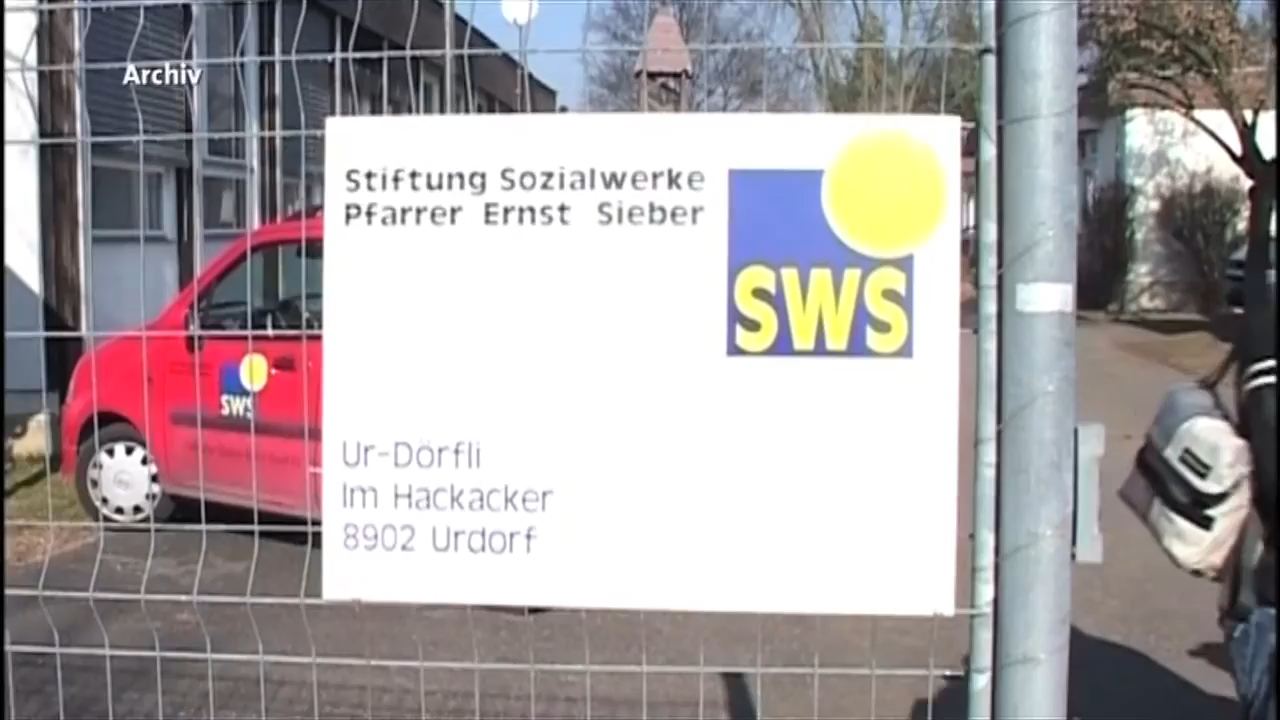 Archiv
Stiftung Sozialwerke
Pfarrer Ernst Sieber
SWS
SWS
Ur-Dörfli
Im Hackacker
8902 Urdorf